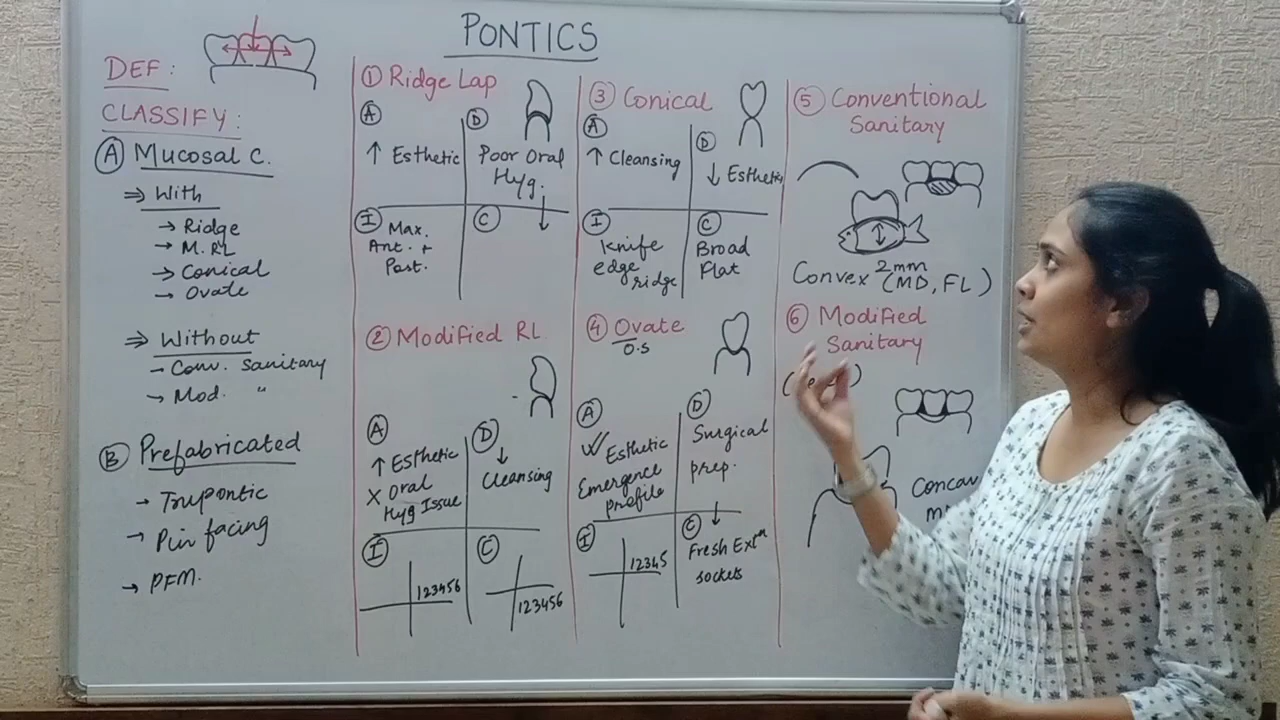 PONTICS
DEF:
CLASSIFY:
A Mucosal C.
⇒ With
→ Ridge
→ M. RL
→ Conical
→ Ovate
⇒ Without
→ Conv. Sanitary
→ Mod. "
B Prefabricated
→ Trupontic
→ Pin facing
→ PFM.
1 Ridge Lap
A
↑ Esthetic
D
Poor Oral
Hyg.
↓
I Max.
Ant. +
Post.
C
2 Modified RL
A
↑ Esthetic
X Oral
Hyg Issue
D
↓
Cleansing
I
123456
C
123456
3 Conical
A
↑ Cleansing
D
↓ Esthetic
I
Knife
edge
ridge
C
Broad
Flat
4 Ovate
O.S
A
✓ Esthetic
Emergence
profile
D
Surgical
prep.
↓
I
12345
C
Fresh Extn
sockets
5 Conventional
Sanitary
2mm
Convex (MD, FL)
6 Modified
Sanitary
Concav